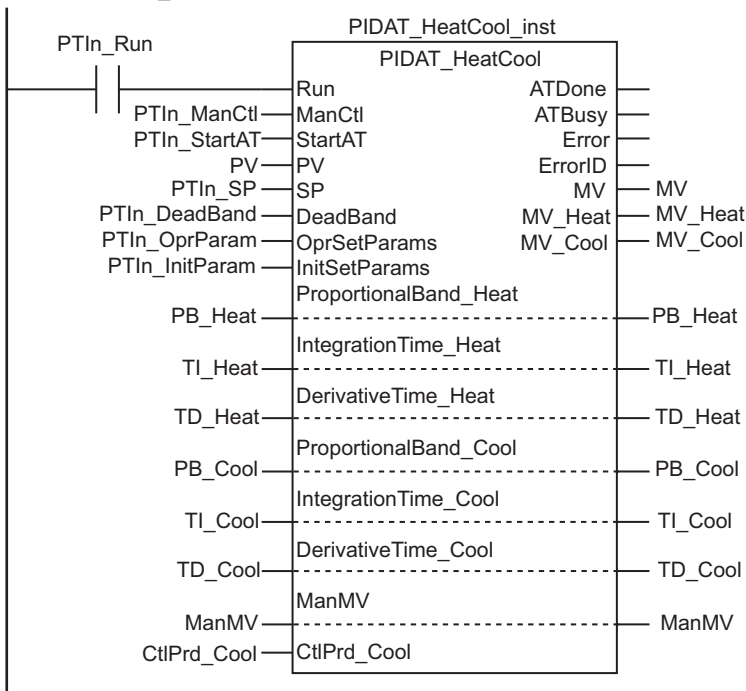 PIDAT_HeatCool_inst
PTIn_Run
PIDAT_HeatCool
Run ATDone
PTIn_ManCtl ManCtl ATBusy
PTIn_StartAT StartAT Error
PV PV ErrorID
PTIn_SP SP MV MV
PTIn_DeadBand DeadBand MV_Heat MV_Heat
PTIn_OprParam OprSetParams MV_Cool MV_Cool
PTIn_InitParam InitSetParams
ProportionalBand_Heat
PB_Heat PB_Heat
IntegrationTime_Heat
TI_Heat TI_Heat
DerivativeTime_Heat
TD_Heat TD_Heat
ProportionalBand_Cool
PB_Cool PB_Cool
IntegrationTime_Cool
TI_Cool TI_Cool
DerivativeTime_Cool
TD_Cool TD_Cool
ManMV
ManMV ManMV
CtlPrd_Cool CtlPrd_Cool